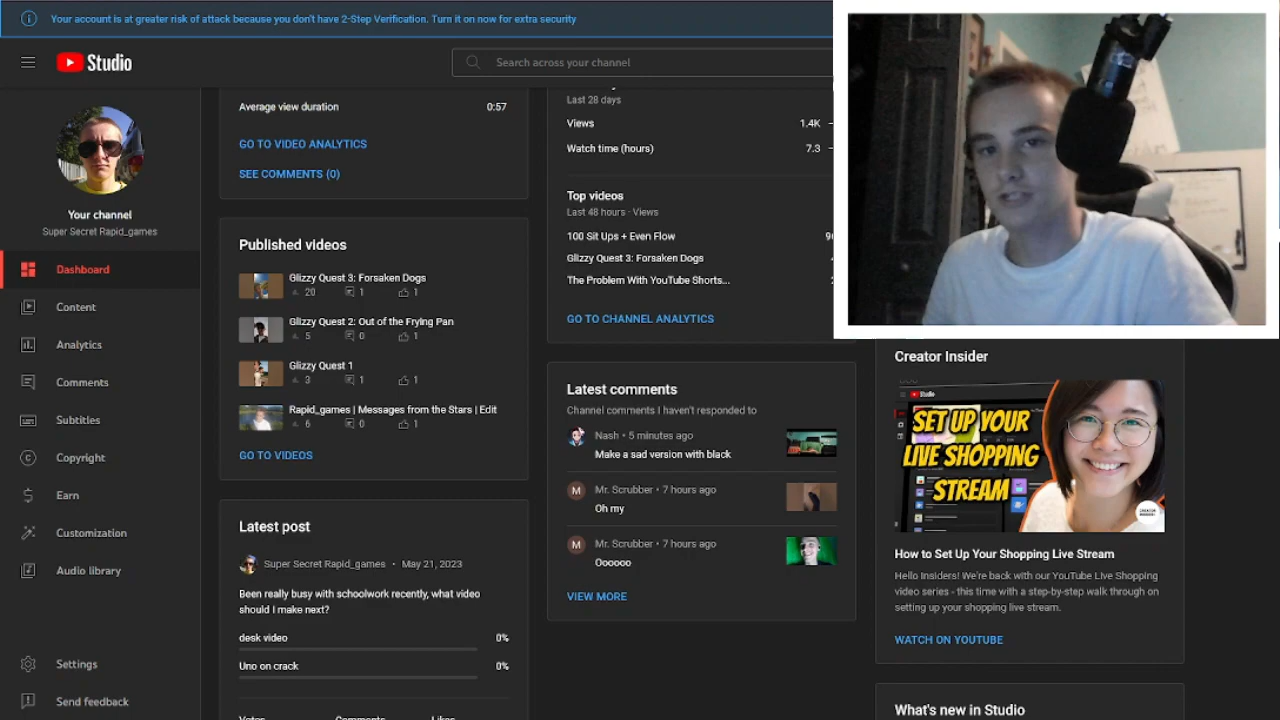 Your account is at greater risk of attack because you don't have 2-Step Verification. Turn it on now for extra security
Studio
Search across your channel
Your channel
Super Secret Rapid_games
Dashboard
Content
Analytics
Comments
Subtitles
Copyright
Earn
Customization
Audio library
Settings
Send feedback
Average view duration 0:57
GO TO VIDEO ANALYTICS
SEE COMMENTS (0)
Published videos
Glizzy Quest 3: Forsaken Dogs
20 1 1
Glizzy Quest 2: Out of the Frying Pan
5 0 1
Glizzy Quest 1
3 1 1
Rapid_games | Messages from the Stars | Edit
6 0 1
GO TO VIDEOS
Latest post
Super Secret Rapid_games • May 21, 2023
Been really busy with schoolwork recently, what video
should I make next?
desk video 0%
Uno on crack 0%
Votes Comments Likes
Last 28 days
Views 1.4K —
Watch time (hours) 7.3 —
Top videos
Last 48 hours · Views
100 Sit Ups + Even Flow
Glizzy Quest 3: Forsaken Dogs
The Problem With YouTube Shorts...
GO TO CHANNEL ANALYTICS
Latest comments
Channel comments I haven't responded to
Nash • 5 minutes ago
Make a sad version with black
M Mr. Scrubber • 7 hours ago
Oh my
M Mr. Scrubber • 7 hours ago
Oooooo
VIEW MORE
Creator Insider
Studio
SET UP YOUR
LIVE SHOPPING
STREAM
CREATOR
INSIDER
How to Set Up Your Shopping Live Stream
Hello Insiders! We're back with our YouTube Live Shopping
video series - this time with a step-by-step walk through on
setting up your shopping live stream.
WATCH ON YOUTUBE
What's new in Studio